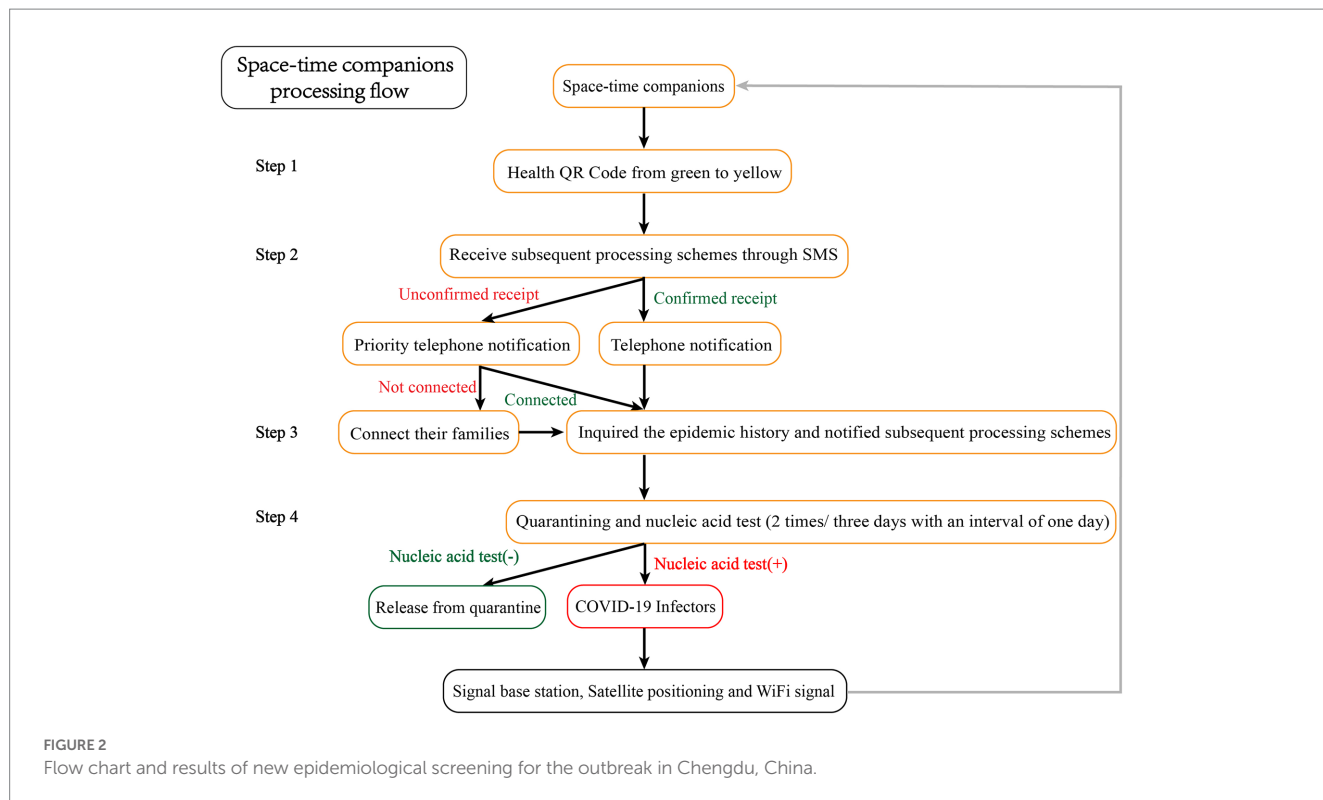 Space-time companions
processing flow
Space-time companions
Step 1
Health QR Code from green to yellow
Step 2
Receive subsequent processing schemes through SMS
Unconfirmed receipt
Confirmed receipt
Priority telephone notification
Telephone notification
Not connected
Connected
Step 3
Connect their families
Inquired the epidemic history and notified subsequent processing schemes
Step 4
Quarantining and nucleic acid test (2 times/ three days with an interval of one day)
Nucleic acid test(-)
Nucleic acid test(+)
Release from quarantine
COVID-19 Infectors
Signal base station, Satellite positioning and WiFi signal
FIGURE 2
Flow chart and results of new epidemiological screening for the outbreak in Chengdu, China.